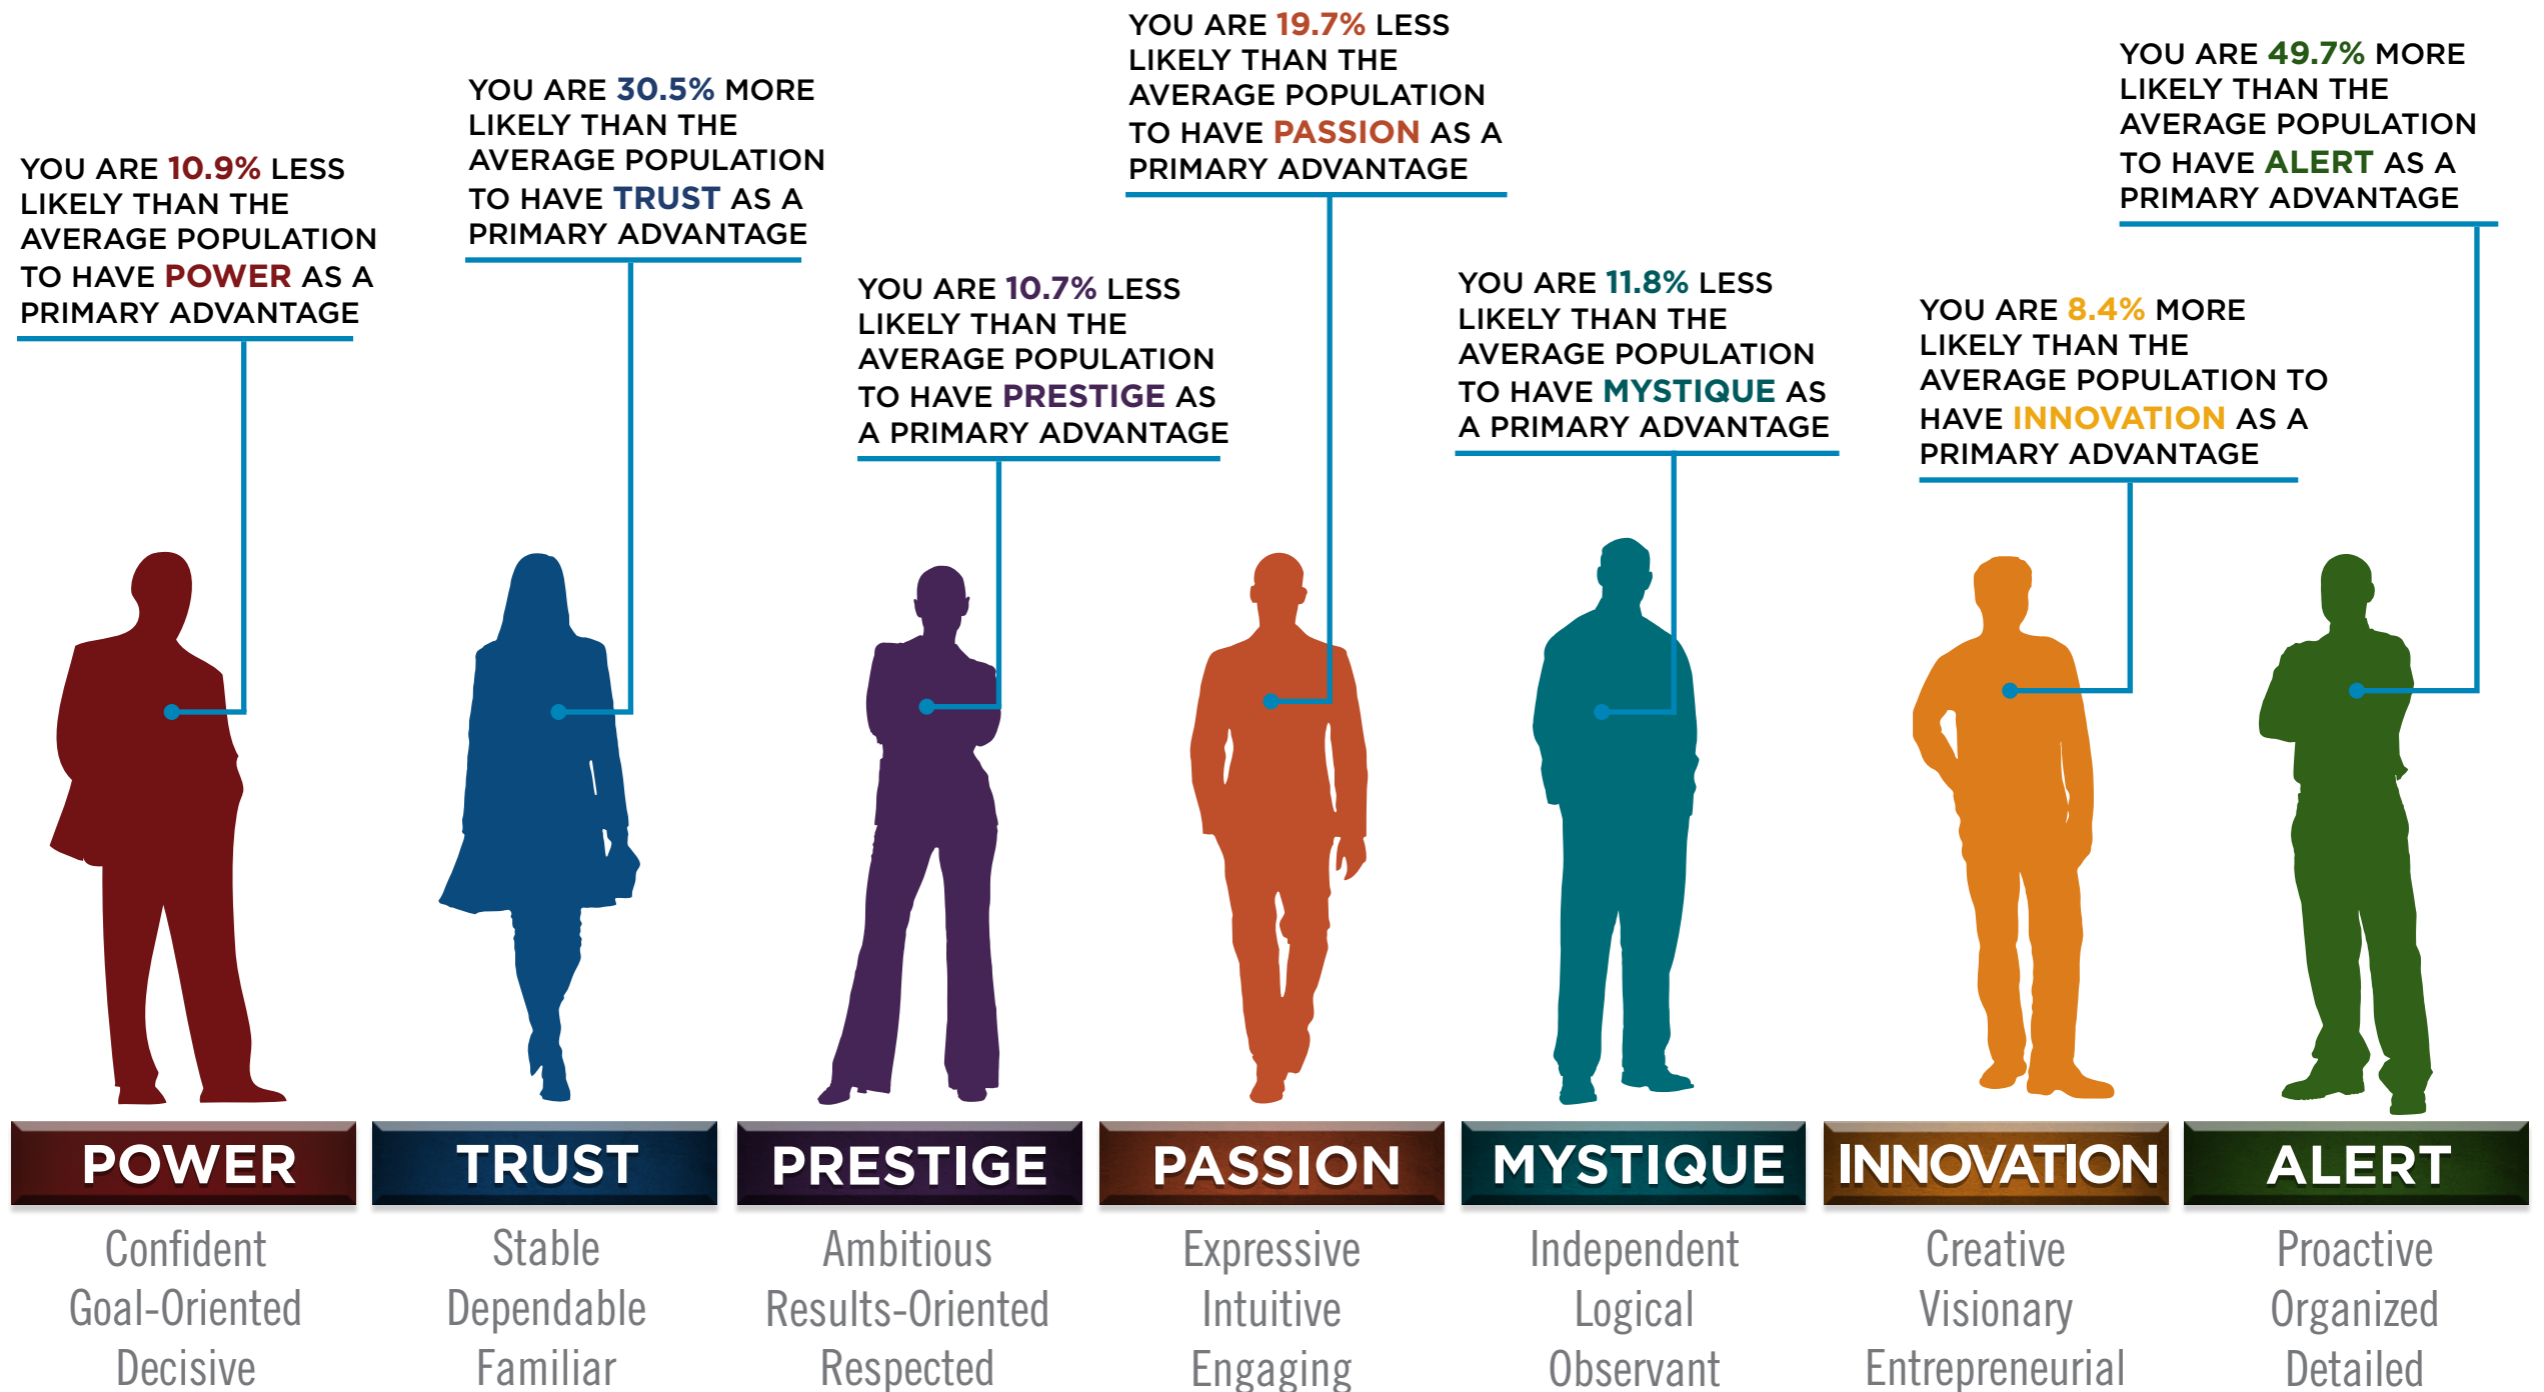 YOU ARE 10.9% LESS
LIKELY THAN THE
AVERAGE POPULATION
TO HAVE POWER AS A
PRIMARY ADVANTAGE
YOU ARE 30.5% MORE
LIKELY THAN THE
AVERAGE POPULATION
TO HAVE TRUST AS A
PRIMARY ADVANTAGE
YOU ARE 10.7% LESS
LIKELY THAN THE
AVERAGE POPULATION
TO HAVE PRESTIGE AS
A PRIMARY ADVANTAGE
YOU ARE 19.7% LESS
LIKELY THAN THE
AVERAGE POPULATION
TO HAVE PASSION AS A
PRIMARY ADVANTAGE
YOU ARE 11.8% LESS
LIKELY THAN THE
AVERAGE POPULATION
TO HAVE MYSTIQUE AS
A PRIMARY ADVANTAGE
YOU ARE 8.4% MORE
LIKELY THAN THE
AVERAGE POPULATION TO
HAVE INNOVATION AS A
PRIMARY ADVANTAGE
YOU ARE 49.7% MORE
LIKELY THAN THE
AVERAGE POPULATION
TO HAVE ALERT AS A
PRIMARY ADVANTAGE
POWER
Confident
Goal-Oriented
Decisive
TRUST
Stable
Dependable
Familiar
PRESTIGE
Ambitious
Results-Oriented
Respected
PASSION
Expressive
Intuitive
Engaging
MYSTIQUE
Independent
Logical
Observant
INNOVATION
Creative
Visionary
Entrepreneurial
ALERT
Proactive
Organized
Detailed